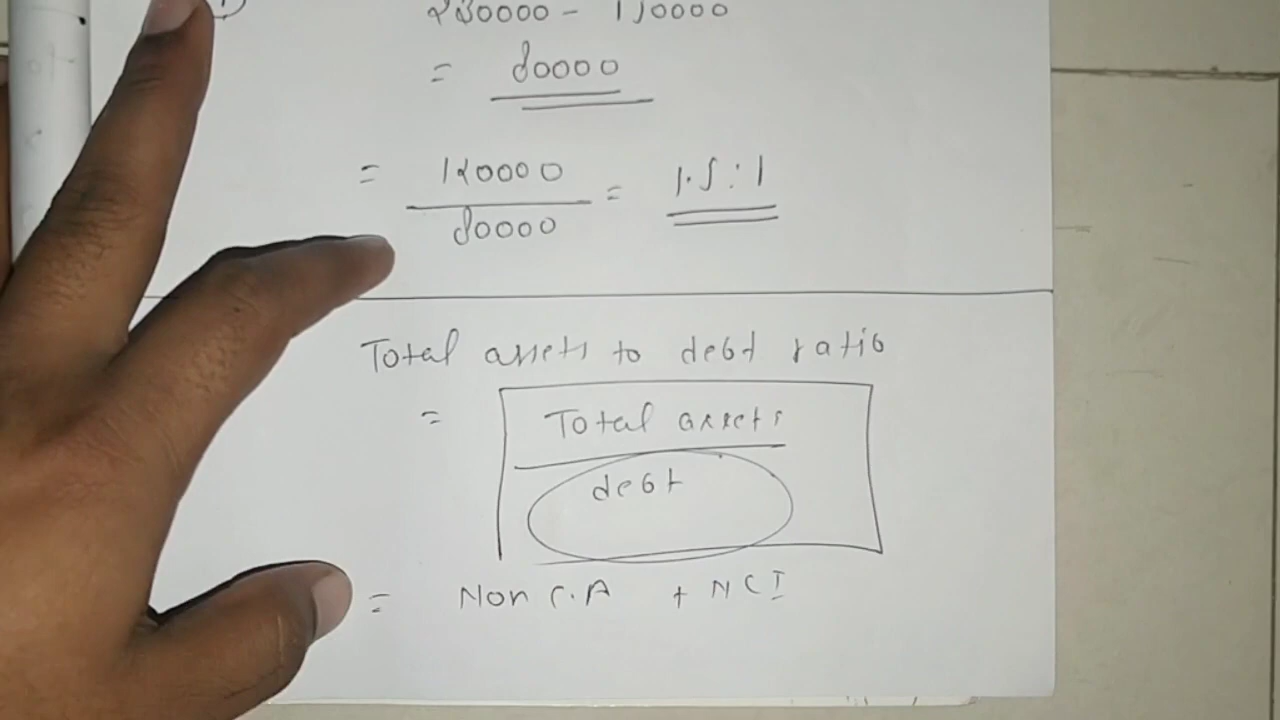 = 80000
= 120000 / 80000 = 1.5 : 1
Total assets to debt ratio
= Total assets
debt
= Non C.A + NCI